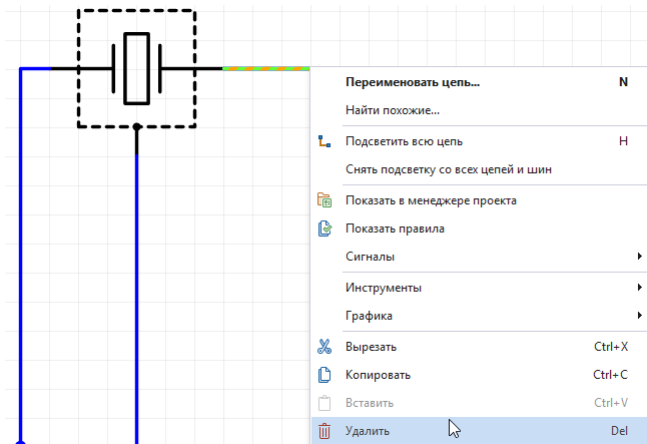 Переименовать цепь... N
Найти похожие...
Подсветить всю цепь H
Снять подсветку со всех цепей и шин
Показать в менеджере проекта
Показать правила
Сигналы
Инструменты
Графика
Вырезать Ctrl+X
Копировать Ctrl+C
Вставить Ctrl+V
Удалить Del